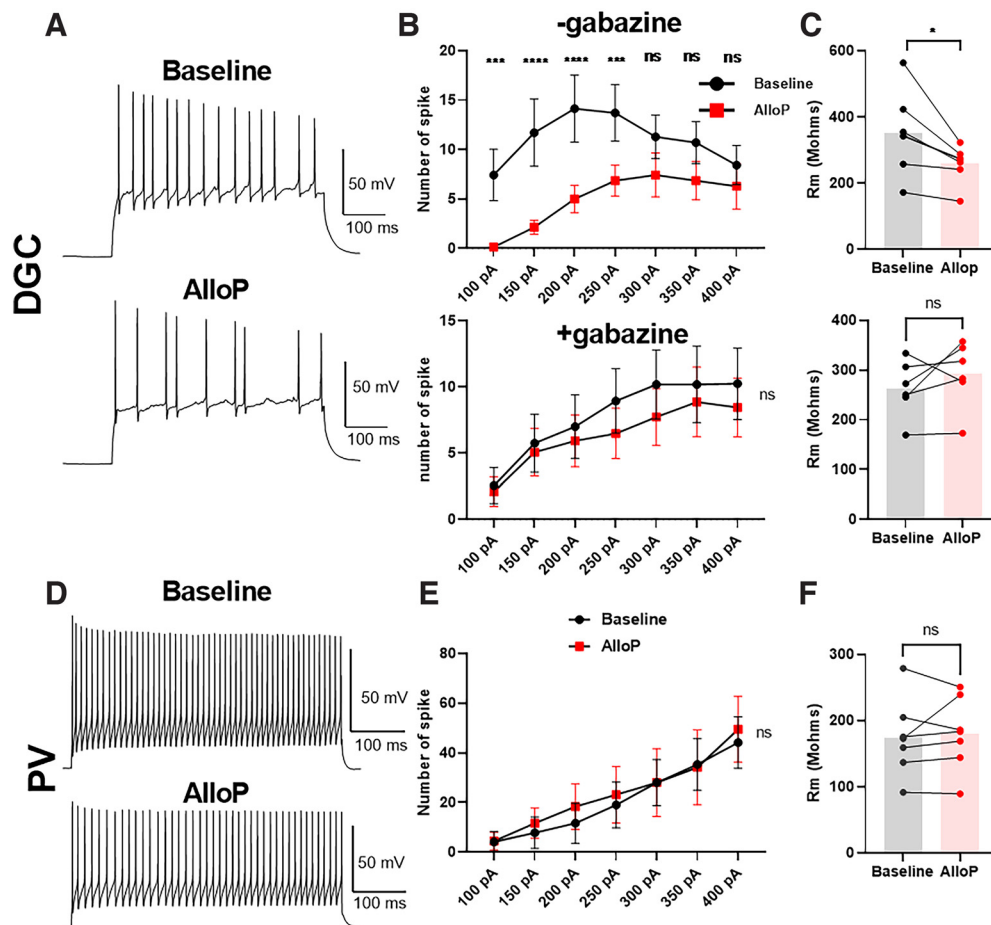 A
Baseline
50 mV
100 ms
DGC
AlloP
50 mV
100 ms
B
-gabazine
*** **** **** *** ns ns ns
Baseline
AlloP
Number of spike
20
15
10
5
0
100 pA
150 pA
200 pA
250 pA
300 pA
350 pA
400 pA
+gabazine
ns
number of spike
15
10
5
0
100 pA
150 pA
200 pA
250 pA
300 pA
350 pA
400 pA
C
*
Rm (Mohms)
600
400
200
0
Baseline Allop
ns
Rm (Mohms)
400
300
200
100
0
Baseline AlloP
D
Baseline
50 mV
100 ms
PV
AlloP
50 mV
100 ms
E
Baseline
AlloP
ns
Number of spike
80
60
40
20
0
100 pA
150 pA
200 pA
250 pA
300 pA
350 pA
400 pA
F
ns
Rm (Mohms)
300
200
100
0
Baseline AlloP